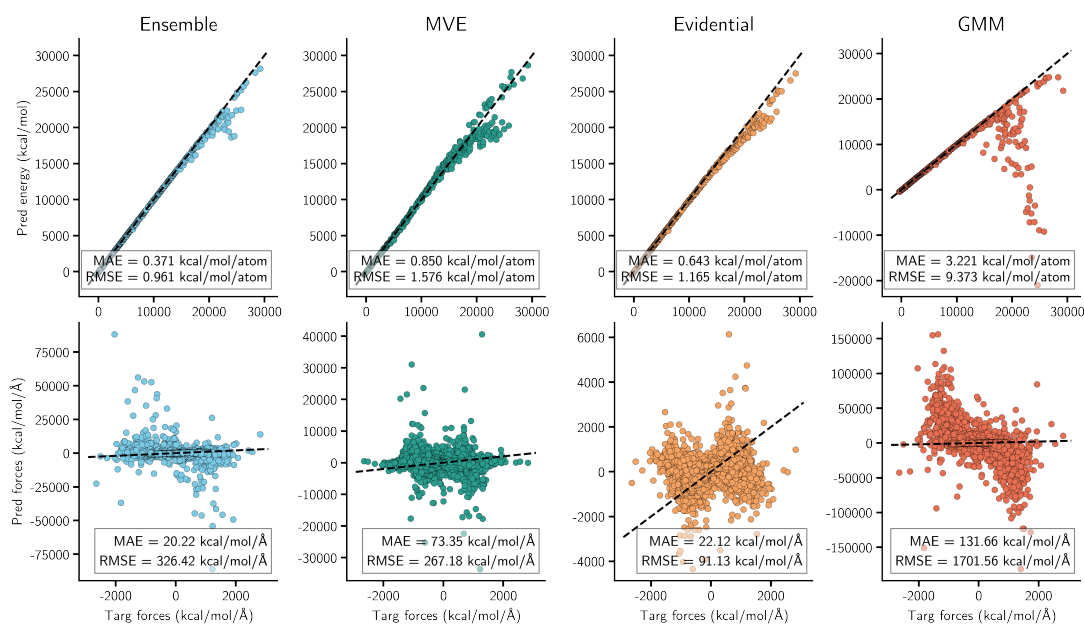 Ensemble MVE Evidential GMM
30000 30000 30000 30000
25000 25000 25000
20000 20000 20000 20000
15000 15000 15000
10000 10000 10000 10000
5000 5000 5000
0 0 0 0
-10000
-20000
Pred energy (kcal/mol)
MAE = 0.371 kcal/mol/atom MAE = 0.850 kcal/mol/atom MAE = 0.643 kcal/mol/atom MAE = 3.221 kcal/mol/atom
RMSE = 0.961 kcal/mol/atom RMSE = 1.576 kcal/mol/atom RMSE = 1.165 kcal/mol/atom RMSE = 9.373 kcal/mol/atom
0 10000 20000 30000 0 10000 20000 30000 0 10000 20000 30000 0 10000 20000 30000
75000 40000 6000 150000
50000 30000 4000 100000
25000 20000 2000 50000
0 10000 0 0
-25000 0 -2000 -50000
-50000 -10000 -4000 -100000
-75000 -20000 -150000
-30000
Pred forces (kcal/mol/Å)
MAE = 20.22 kcal/mol/Å MAE = 73.35 kcal/mol/Å MAE = 22.12 kcal/mol/Å MAE = 131.66 kcal/mol/Å
RMSE = 326.42 kcal/mol/Å RMSE = 267.18 kcal/mol/Å RMSE = 91.13 kcal/mol/Å RMSE = 1701.56 kcal/mol/Å
-2000 0 2000 -2000 0 2000 -2000 0 2000 -2000 0 2000
Targ forces (kcal/mol/Å) Targ forces (kcal/mol/Å) Targ forces (kcal/mol/Å) Targ forces (kcal/mol/Å)